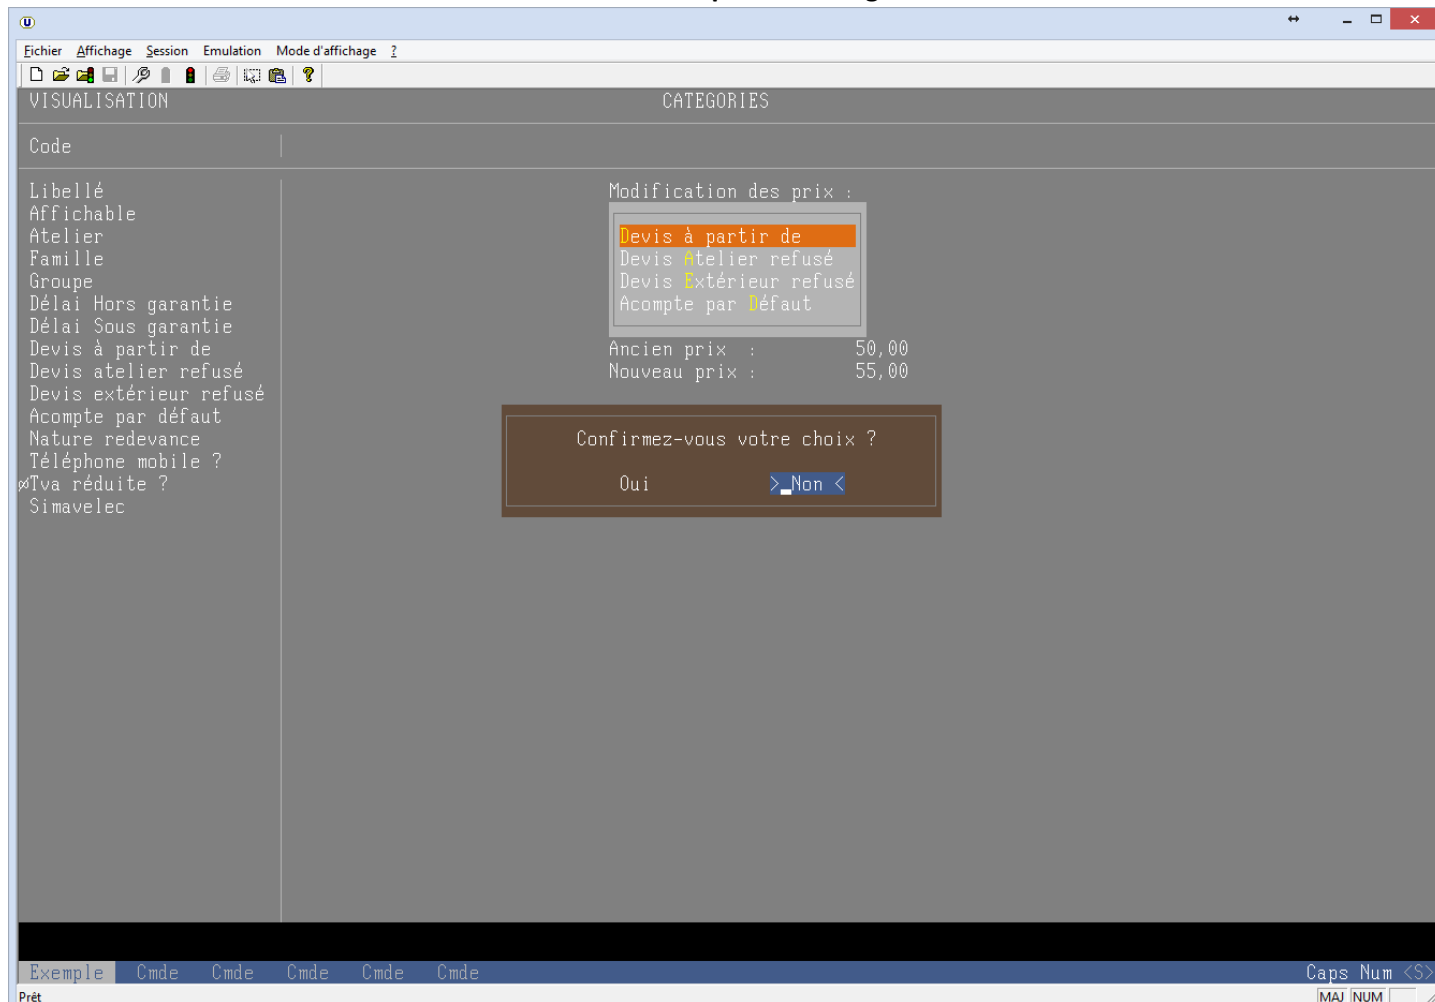 Fichier Affichage Session Emulation Mode d'affichage ?
VISUALISATION CATEGORIES
Code
Libellé Modification des prix :
Affichable
Atelier Devis à partir de
Famille Devis Atelier refusé
Groupe Devis Extérieur refusé
Délai Hors garantie Acompte par Défaut
Délai Sous garantie
Devis à partir de Ancien prix : 50,00
Devis atelier refusé Nouveau prix : 55,00
Devis extérieur refusé
Acompte par défaut
Nature redevance Confirmez-vous votre choix ?
Téléphone mobile ?
Tva réduite ? Oui >_Non <
Simavelec
Exemple Cmde Cmde Cmde Cmde Cmde Caps Num <S>
Prêt MAJ NUM